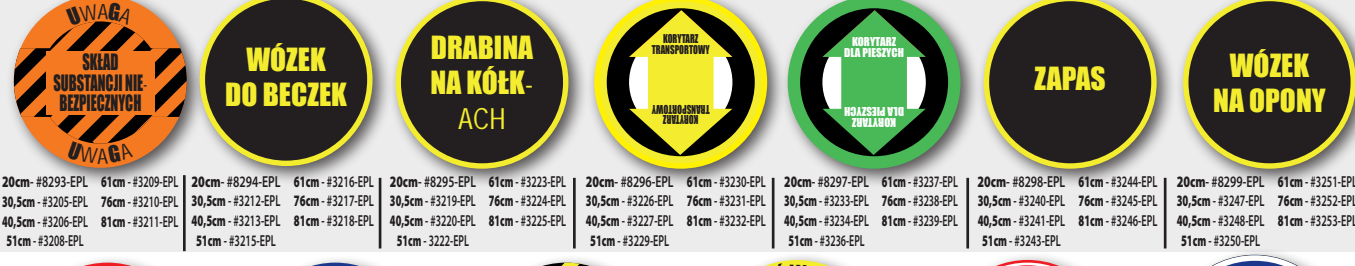 UWAGA
SKŁAD
SUBSTANCJI NIE-
BEZPIECZNYCH
UWAGA
WÓZEK
DO BECZEK
DRABINA
NA KÓŁK-
ACH
KORYTARZ
TRANSPORTOWY
KORYTARZ
TRANSPORTOWY
KORYTARZ
DLA PIESZYCH
KORYTARZ
DLA PIESZYCH
ZAPAS
WÓZEK
NA OPONY
20cm- #8293-EPL 61cm - #3209-EPL
30,5cm - #3205-EPL 76cm - #3210-EPL
40,5cm - #3206-EPL 81cm - #3211-EPL
51cm - #3208-EPL
20cm- #8294-EPL 61cm - #3216-EPL
30,5cm - #3212-EPL 76cm - #3217-EPL
40,5cm - #3213-EPL 81cm - #3218-EPL
51cm - #3215-EPL
20cm- #8295-EPL 61cm - #3223-EPL
30,5cm - #3219-EPL 76cm - #3224-EPL
40,5cm - #3220-EPL 81cm - #3225-EPL
51cm - 3222-EPL
20cm- #8296-EPL 61cm - #3230-EPL
30,5cm - #3226-EPL 76cm - #3231-EPL
40,5cm - #3227-EPL 81cm - #3232-EPL
51cm - #3229-EPL
20cm- #8297-EPL 61cm - #3237-EPL
30,5cm - #3233-EPL 76cm - #3238-EPL
40,5cm - #3234-EPL 81cm - #3239-EPL
51cm - #3236-EPL
20cm- #8298-EPL 61cm - #3244-EPL
30,5cm - #3240-EPL 76cm - #3245-EPL
40,5cm - #3241-EPL 81cm - #3246-EPL
51cm - #3243-EPL
20cm- #8299-EPL 61cm - #3251-EPL
30,5cm - #3247-EPL 76cm - #3252-EPL
40,5cm - #3248-EPL 81cm - #3253-EPL
51cm - #3250-EPL